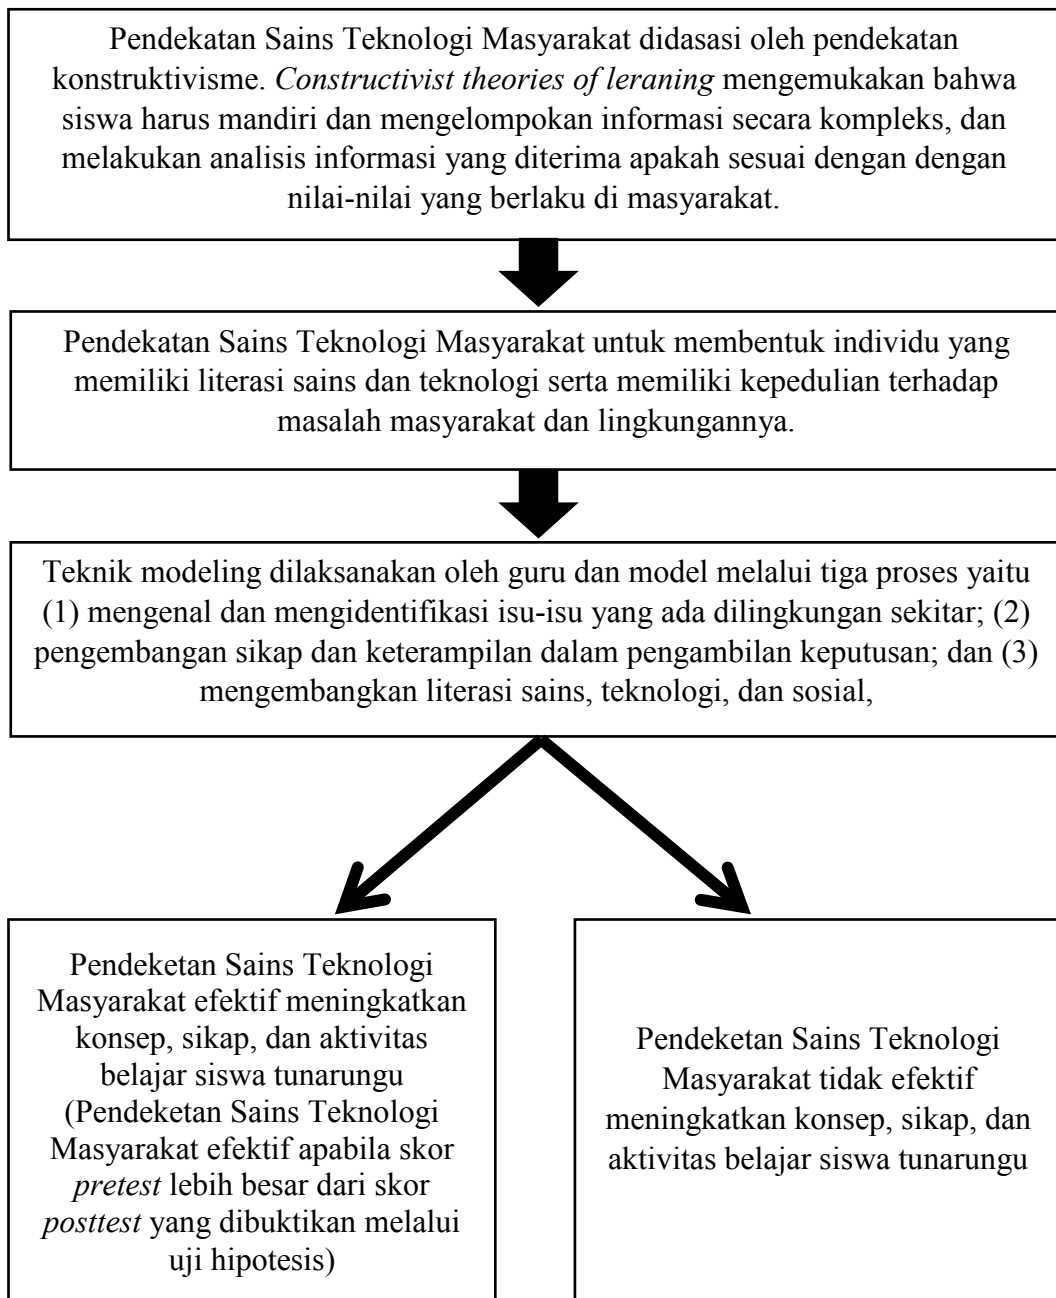 Pendekatan Sains Teknologi Masyarakat didasasi oleh pendekatan
konstruktivisme. Constructivist theories of leraning mengemukakan bahwa
siswa harus mandiri dan mengelompokan informasi secara kompleks, dan
melakukan analisis informasi yang diterima apakah sesuai dengan dengan
nilai-nilai yang berlaku di masyarakat.
Pendekatan Sains Teknologi Masyarakat untuk membentuk individu yang
memiliki literasi sains dan teknologi serta memiliki kepedulian terhadap
masalah masyarakat dan lingkungannya.
Teknik modeling dilaksanakan oleh guru dan model melalui tiga proses yaitu
(1) mengenal dan mengidentifikasi isu-isu yang ada dilingkungan sekitar; (2)
pengembangan sikap dan keterampilan dalam pengambilan keputusan; dan (3)
mengembangkan literasi sains, teknologi, dan sosial,
Pendeketan Sains Teknologi
Masyarakat efektif meningkatkan
konsep, sikap, dan aktivitas
belajar siswa tunarungu
(Pendeketan Sains Teknologi
Masyarakat efektif apabila skor
pretest lebih besar dari skor
posttest yang dibuktikan melalui
uji hipotesis)
Pendeketan Sains Teknologi
Masyarakat tidak efektif
meningkatkan konsep, sikap, dan
aktivitas belajar siswa tunarungu